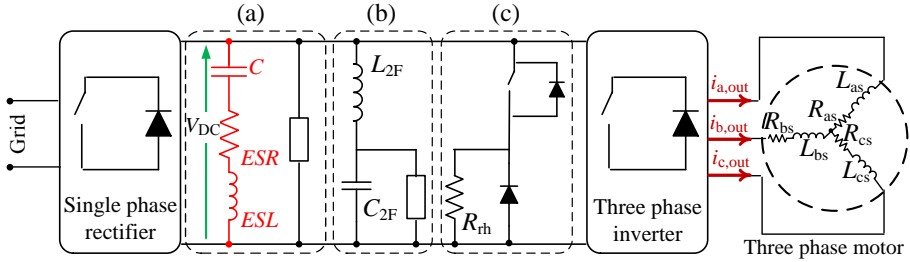 (a)
(b)
(c)
Grid
Single phase
rectifier
V_DC
C
ESR
ESL
L_2F
C_2F
R_rh
Three phase
inverter
i_a,out
i_b,out
i_c,out
L_as
R_as
R_bs
L_bs
R_cs
L_cs
Three phase motor